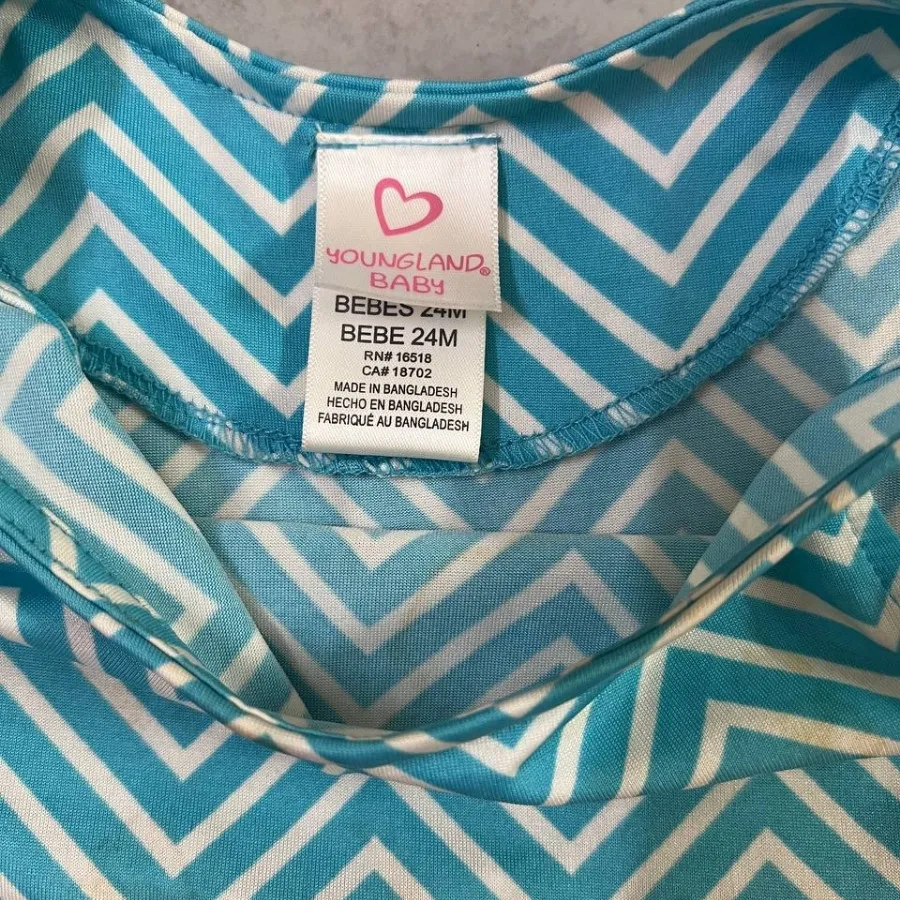 YOUNGLAND®
BABY
BEBES 24M
BEBE 24M
RN# 16518
CA# 18702
MADE IN BANGLADESH
HECHO EN BANGLADESH
FABRIQUÉ AU BANGLADESH